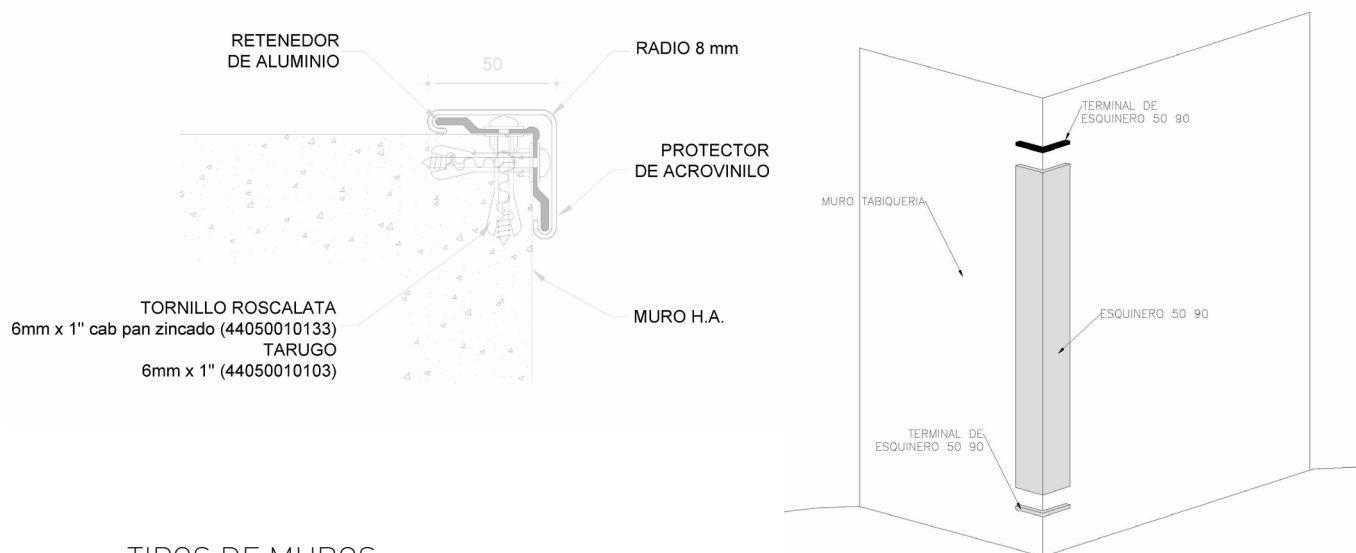 RETENEDOR
DE ALUMINIO
50
RADIO 8 mm
PROTECTOR
DE ACROVINILO
TORNILLO ROSCALATA
6mm x 1" cab pan zincado (44050010133)
TARUGO
6mm x 1" (44050010103)
MURO H.A.
TERMINAL DE
ESQUINERO 50 90
MURO TABIQUERIA
ESQUINERO 50 90
TERMINAL DE
ESQUINERO 50 90
TIPOS DE MUROS